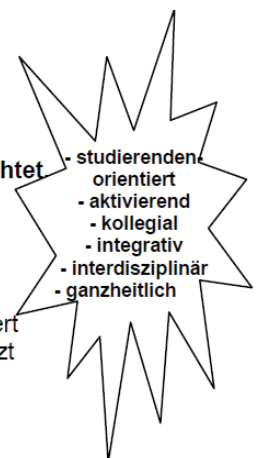 - studierenden-
orientiert
- aktivierend
- kollegial
- integrativ
- interdisziplinär
- ganzheitlich